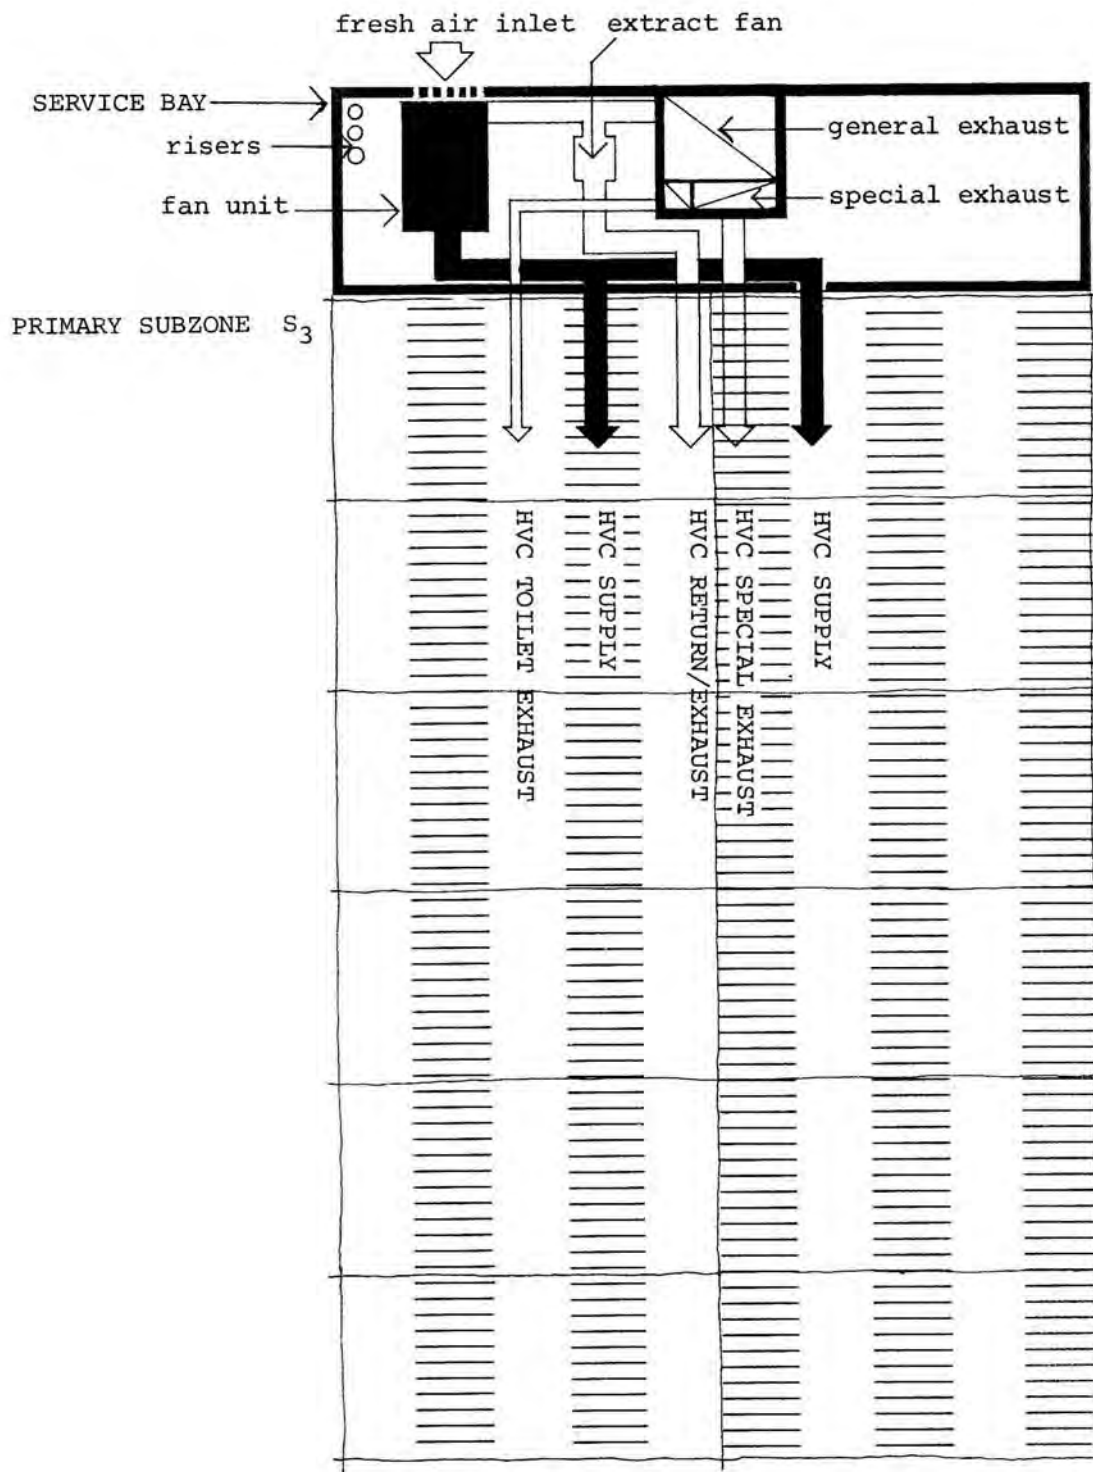 fresh air inlet
extract fan
SERVICE BAY
risers
general exhaust
fan unit
special exhaust
PRIMARY SUBZONE S3
HVC TOILET EXHAUST
HVC SUPPLY
HVC RETURN/EXHAUST
HVC SPECIAL EXHAUST
HVC SUPPLY